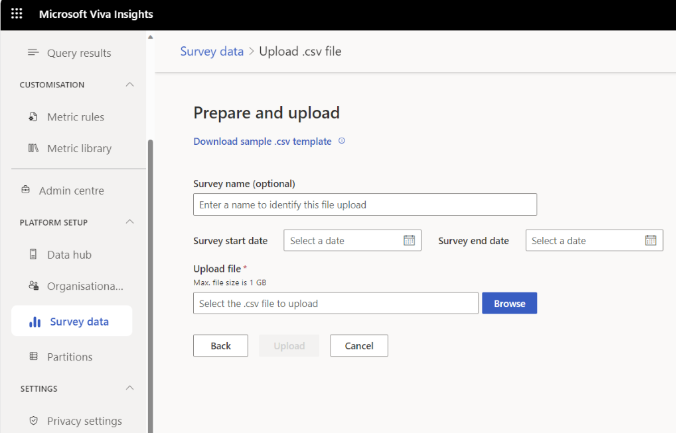 Microsoft Viva Insights
Query results
CUSTOMISATION
Metric rules
Metric library
Admin centre
PLATFORM SETUP
Data hub
Organisationa...
Survey data
Partitions
SETTINGS
Privacy settings
Survey data > Upload .csv file
Prepare and upload
Download sample .csv template
Survey name (optional)
Enter a name to identify this file upload
Survey start date Select a date Survey end date Select a date
Upload file *
Max. file size is 1 GB
Select the .csv file to upload Browse
Back Upload Cancel